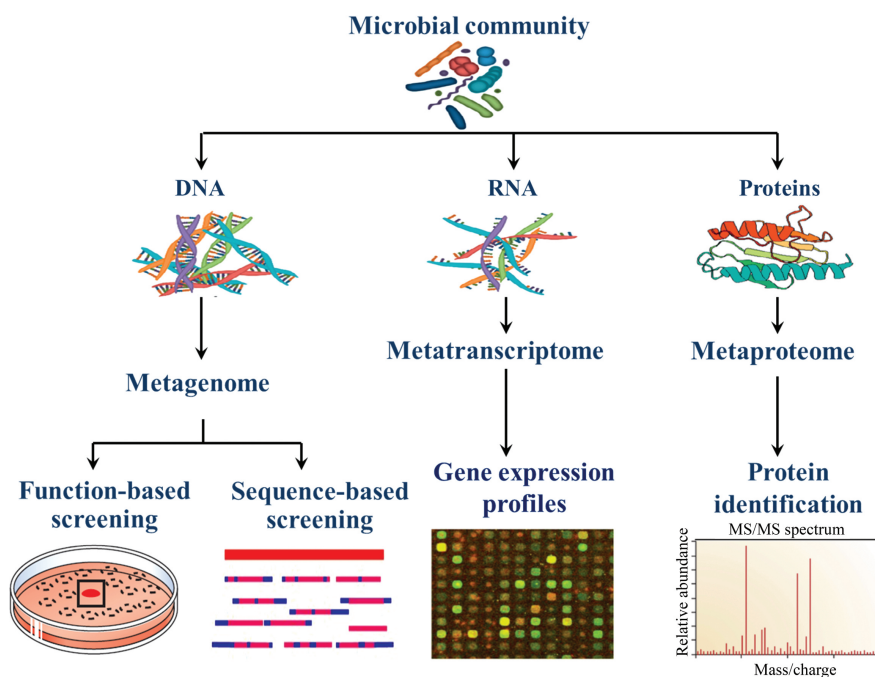 Microbial community
DNA
RNA
Proteins
Metagenome
Metatranscriptome
Metaproteome
Function-based
screening
Sequence-based
screening
Gene expression
profiles
Protein
identification
MS/MS spectrum
Relative abundance
Mass/charge